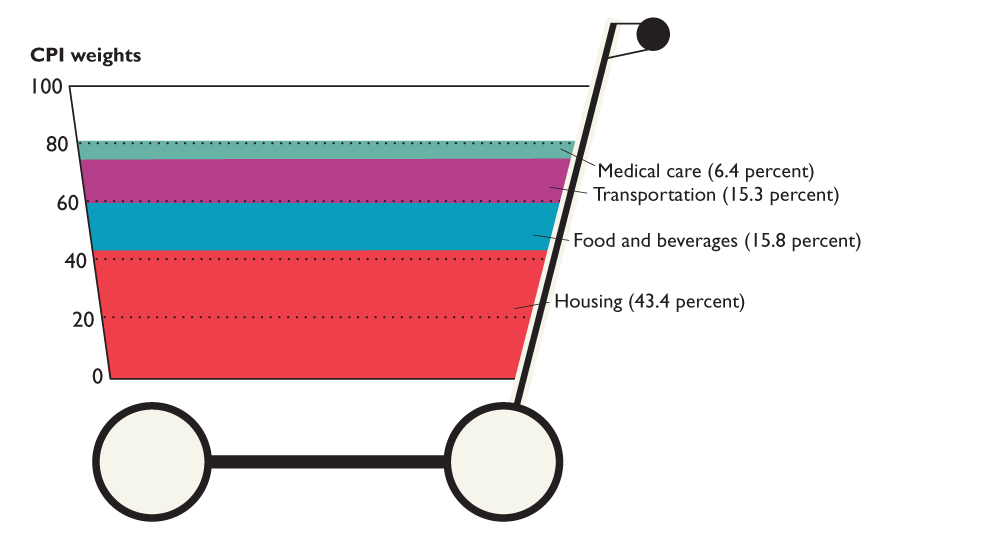 CPI weights
100
80
60
40
20
0
Medical care (6.4 percent)
Transportation (15.3 percent)
Food and beverages (15.8 percent)
Housing (43.4 percent)